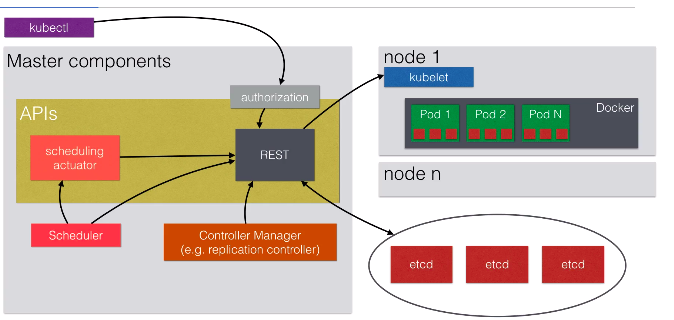 kubectl
Master components
authorization
APIs
scheduling
actuator
REST
Scheduler
Controller Manager
(e.g. replication controller)
node 1
kubelet
Docker
Pod 1
Pod 2
Pod N
node n
etcd
etcd
etcd